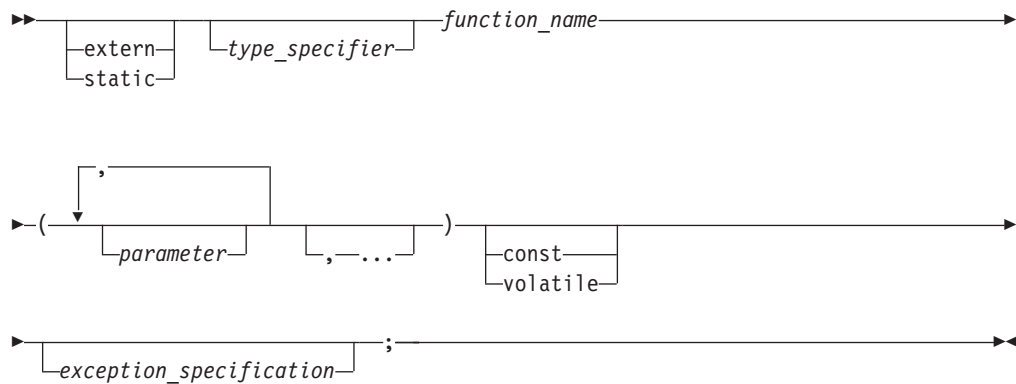 function_name
extern
type_specifier
static
,
( parameter , ... ) const
volatile
exception_specification ;